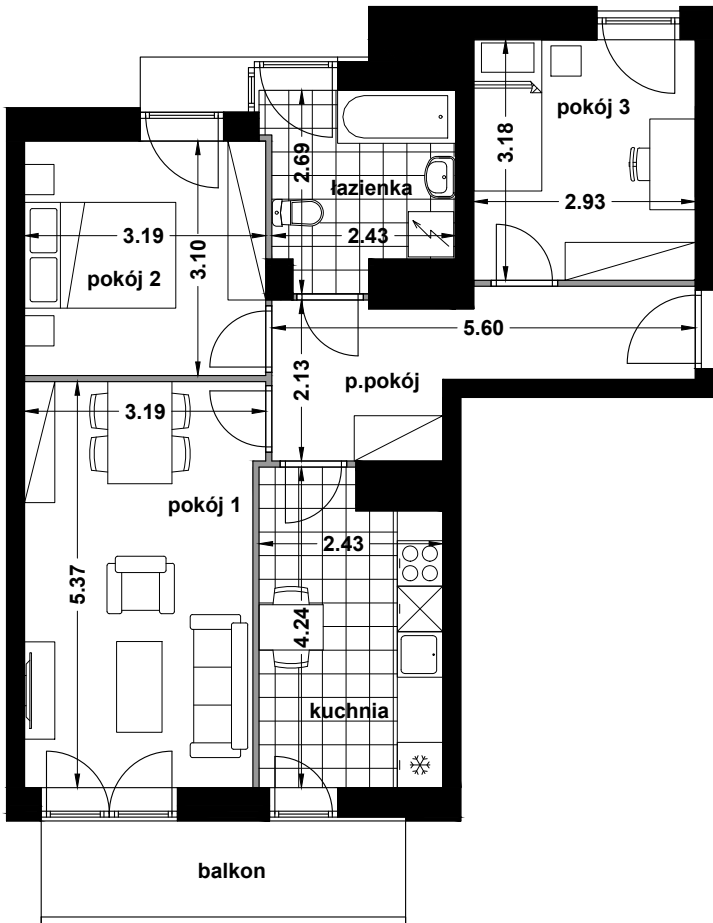 pokój 3
3.18
2.93
2.69
łazienka
2.43
3.19
3.10
pokój 2
5.60
2.13
p.pokój
3.19
pokój 1
5.37
2.43
4.24
kuchnia
balkon